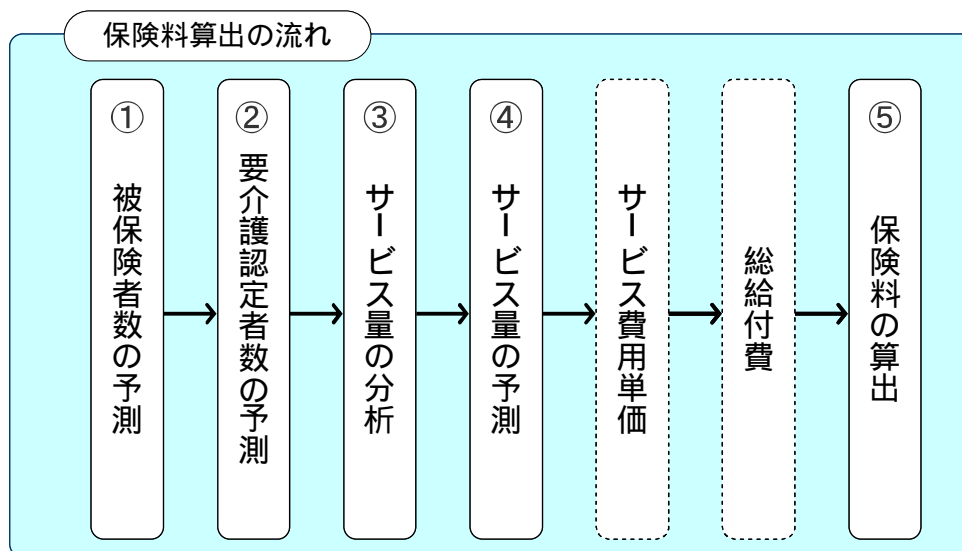 保険料算出の流れ
①
被保険者数の予測
②
要介護認定者数の予測
③
サービス量の分析
④
サービス量の予測
サービス費用単価
総給付費
⑤
保険料の算出